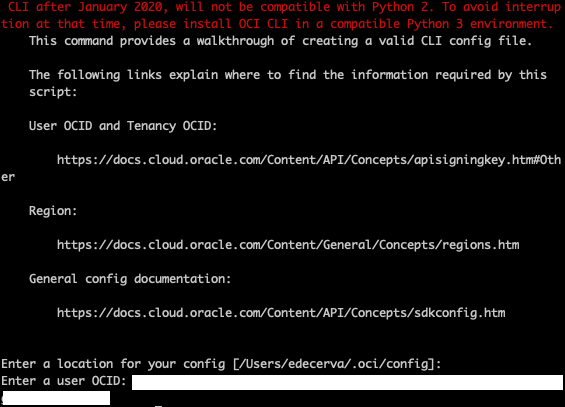 CLI after January 2020, will not be compatible with Python 2. To avoid interrup
tion at that time, please install OCI CLI in a compatible Python 3 environment.
This command provides a walkthrough of creating a valid CLI config file.
The following links explain where to find the information required by this
script:
User OCID and Tenancy OCID:
https://docs.cloud.oracle.com/Content/API/Concepts/apisigningkey.htm#Oth
er
Region:
https://docs.cloud.oracle.com/Content/General/Concepts/regions.htm
General config documentation:
https://docs.cloud.oracle.com/Content/API/Concepts/sdkconfig.htm
Enter a location for your config [/Users/edecerva/.oci/config]:
Enter a user OCID: